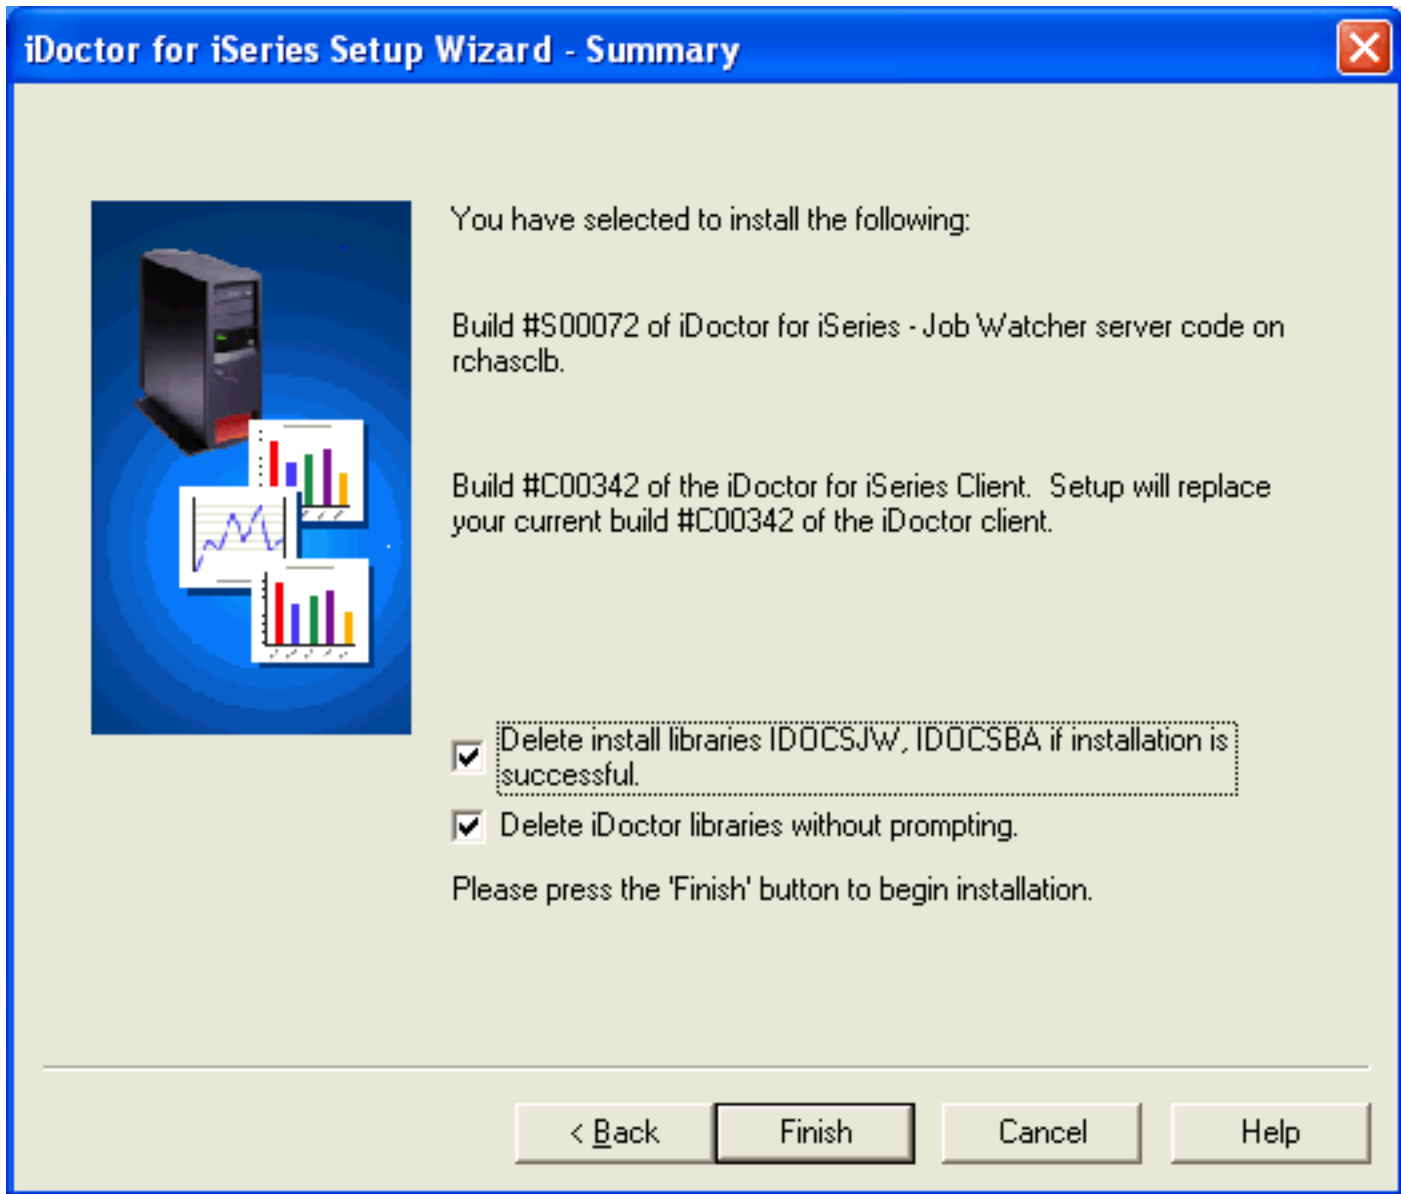 iDoctor for iSeries Setup Wizard - Summary
You have selected to install the following:
Build #S00072 of iDoctor for iSeries - Job Watcher server code on
rchasclb.
Build #C00342 of the iDoctor for iSeries Client.  Setup will replace
your current build #C00342 of the iDoctor client.
Delete install libraries IDOCSJW, IDOCSBA if installation is
successful.
Delete iDoctor libraries without prompting.
Please press the 'Finish' button to begin installation.
< Back
Finish
Cancel
Help